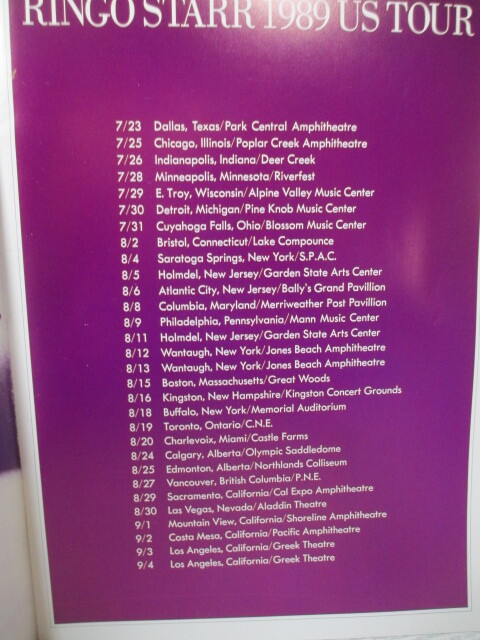 RINGO STARR 1989 US TOUR
7/23 Dallas, Texas/Park Central Amphitheatre
7/25 Chicago, Illinois/Poplar Creek Amphitheatre
7/26 Indianapolis, Indiana/Deer Creek
7/28 Minneapolis, Minnesota/Riverfest
7/29 E. Troy, Wisconsin/Alpine Valley Music Center
7/30 Detroit, Michigan/Pine Knob Music Center
7/31 Cuyahoga Falls, Ohio/Blossom Music Center
8/2 Bristol, Connecticut/Lake Compounce
8/4 Saratoga Springs, New York/S.P.A.C.
8/5 Holmdel, New Jersey/Garden State Arts Center
8/6 Atlantic City, New Jersey/Bally's Grand Pavillion
8/8 Columbia, Maryland/Merriweather Post Pavillion
8/9 Philadelphia, Pennsylvania/Mann Music Center
8/11 Holmdel, New Jersey/Garden State Arts Center
8/12 Wantaugh, New York/Jones Beach Amphitheatre
8/13 Wantaugh, New York/Jones Beach Amphitheatre
8/15 Boston, Massachusetts/Great Woods
8/16 Kingston, New Hampshire/Kingston Concert Grounds
8/18 Buffalo, New York/Memorial Auditorium
8/19 Toronto, Ontario/C.N.E.
8/20 Charlevoix, Miami/Castle Farms
8/24 Calgary, Alberta/Olympic Saddledome
8/25 Edmonton, Alberta/Northlands Colliseum
8/27 Vancouver, British Columbia/P.N.E.
8/29 Sacramento, California/Cal Expo Amphitheatre
8/30 Las Vegas, Nevada/Aladdin Theatre
9/1 Mountain View, California/Shoreline Amphitheatre
9/2 Costa Mesa, California/Pacific Amphitheatre
9/3 Los Angeles, California/Greek Theatre
9/4 Los Angeles, California/Greek Theatre